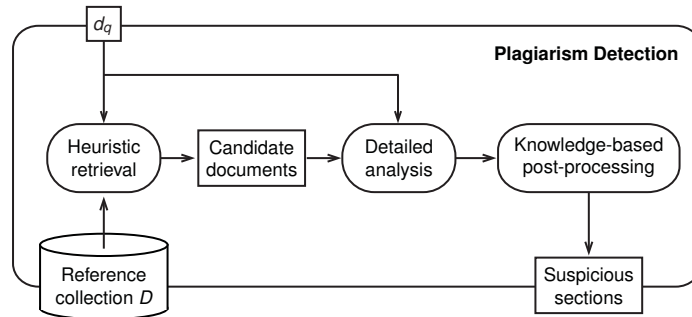 d_q
Plagiarism Detection
Heuristic
retrieval
Candidate
documents
Detailed
analysis
Knowledge-based
post-processing
Reference
collection D
Suspicious
sections